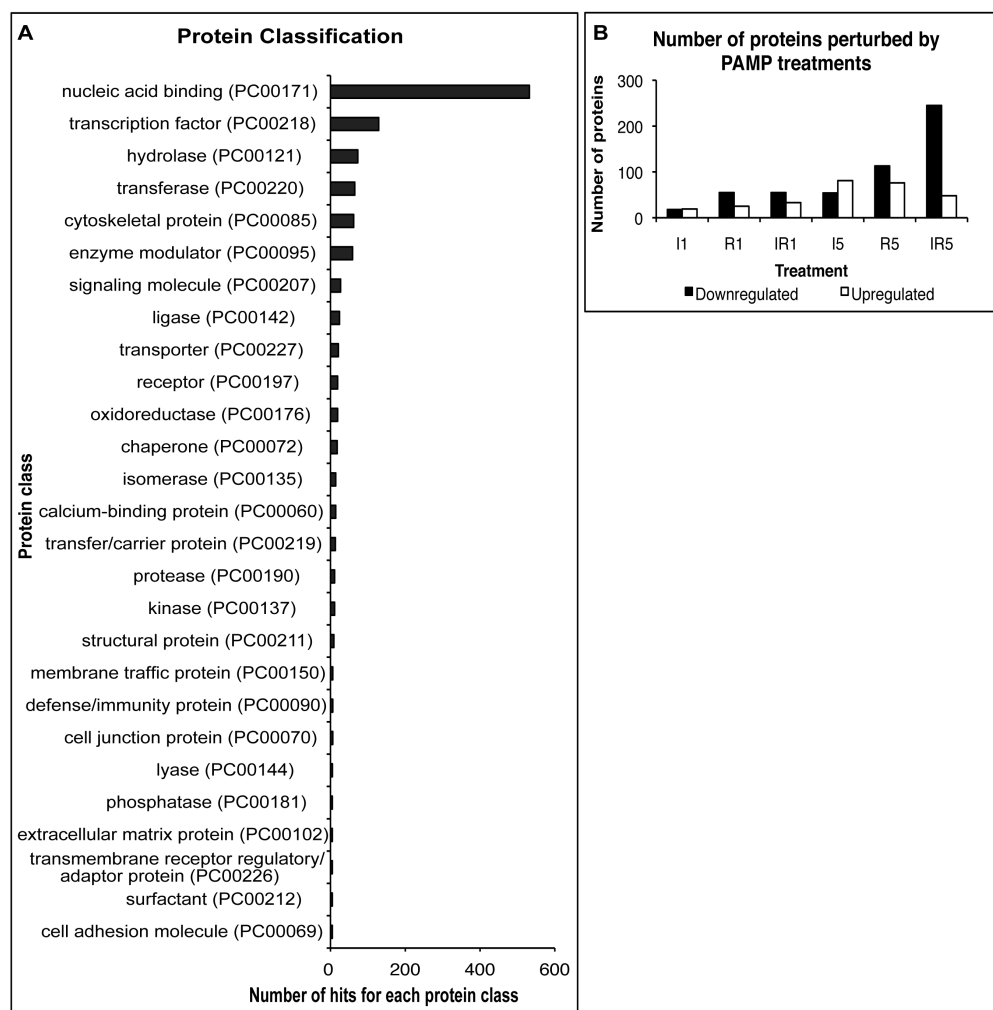 A
Protein Classification
nucleic acid binding (PC00171)
transcription factor (PC00218)
hydrolase (PC00121)
transferase (PC00220)
cytoskeletal protein (PC00085)
enzyme modulator (PC00095)
signaling molecule (PC00207)
ligase (PC00142)
transporter (PC00227)
receptor (PC00197)
oxidoreductase (PC00176)
chaperone (PC00072)
isomerase (PC00135)
calcium-binding protein (PC00060)
transfer/carrier protein (PC00219)
protease (PC00190)
kinase (PC00137)
structural protein (PC00211)
membrane traffic protein (PC00150)
defense/immunity protein (PC00090)
cell junction protein (PC00070)
lyase (PC00144)
phosphatase (PC00181)
extracellular matrix protein (PC00102)
transmembrane receptor regulatory/
adaptor protein (PC00226)
surfactant (PC00212)
cell adhesion molecule (PC00069)
Protein class
0 200 400 600
Number of hits for each protein class
B
Number of proteins perturbed by
PAMP treatments
Number of proteins
300
200
100
0
I1 R1 IR1 I5 R5 IR5
Treatment
Downregulated Upregulated